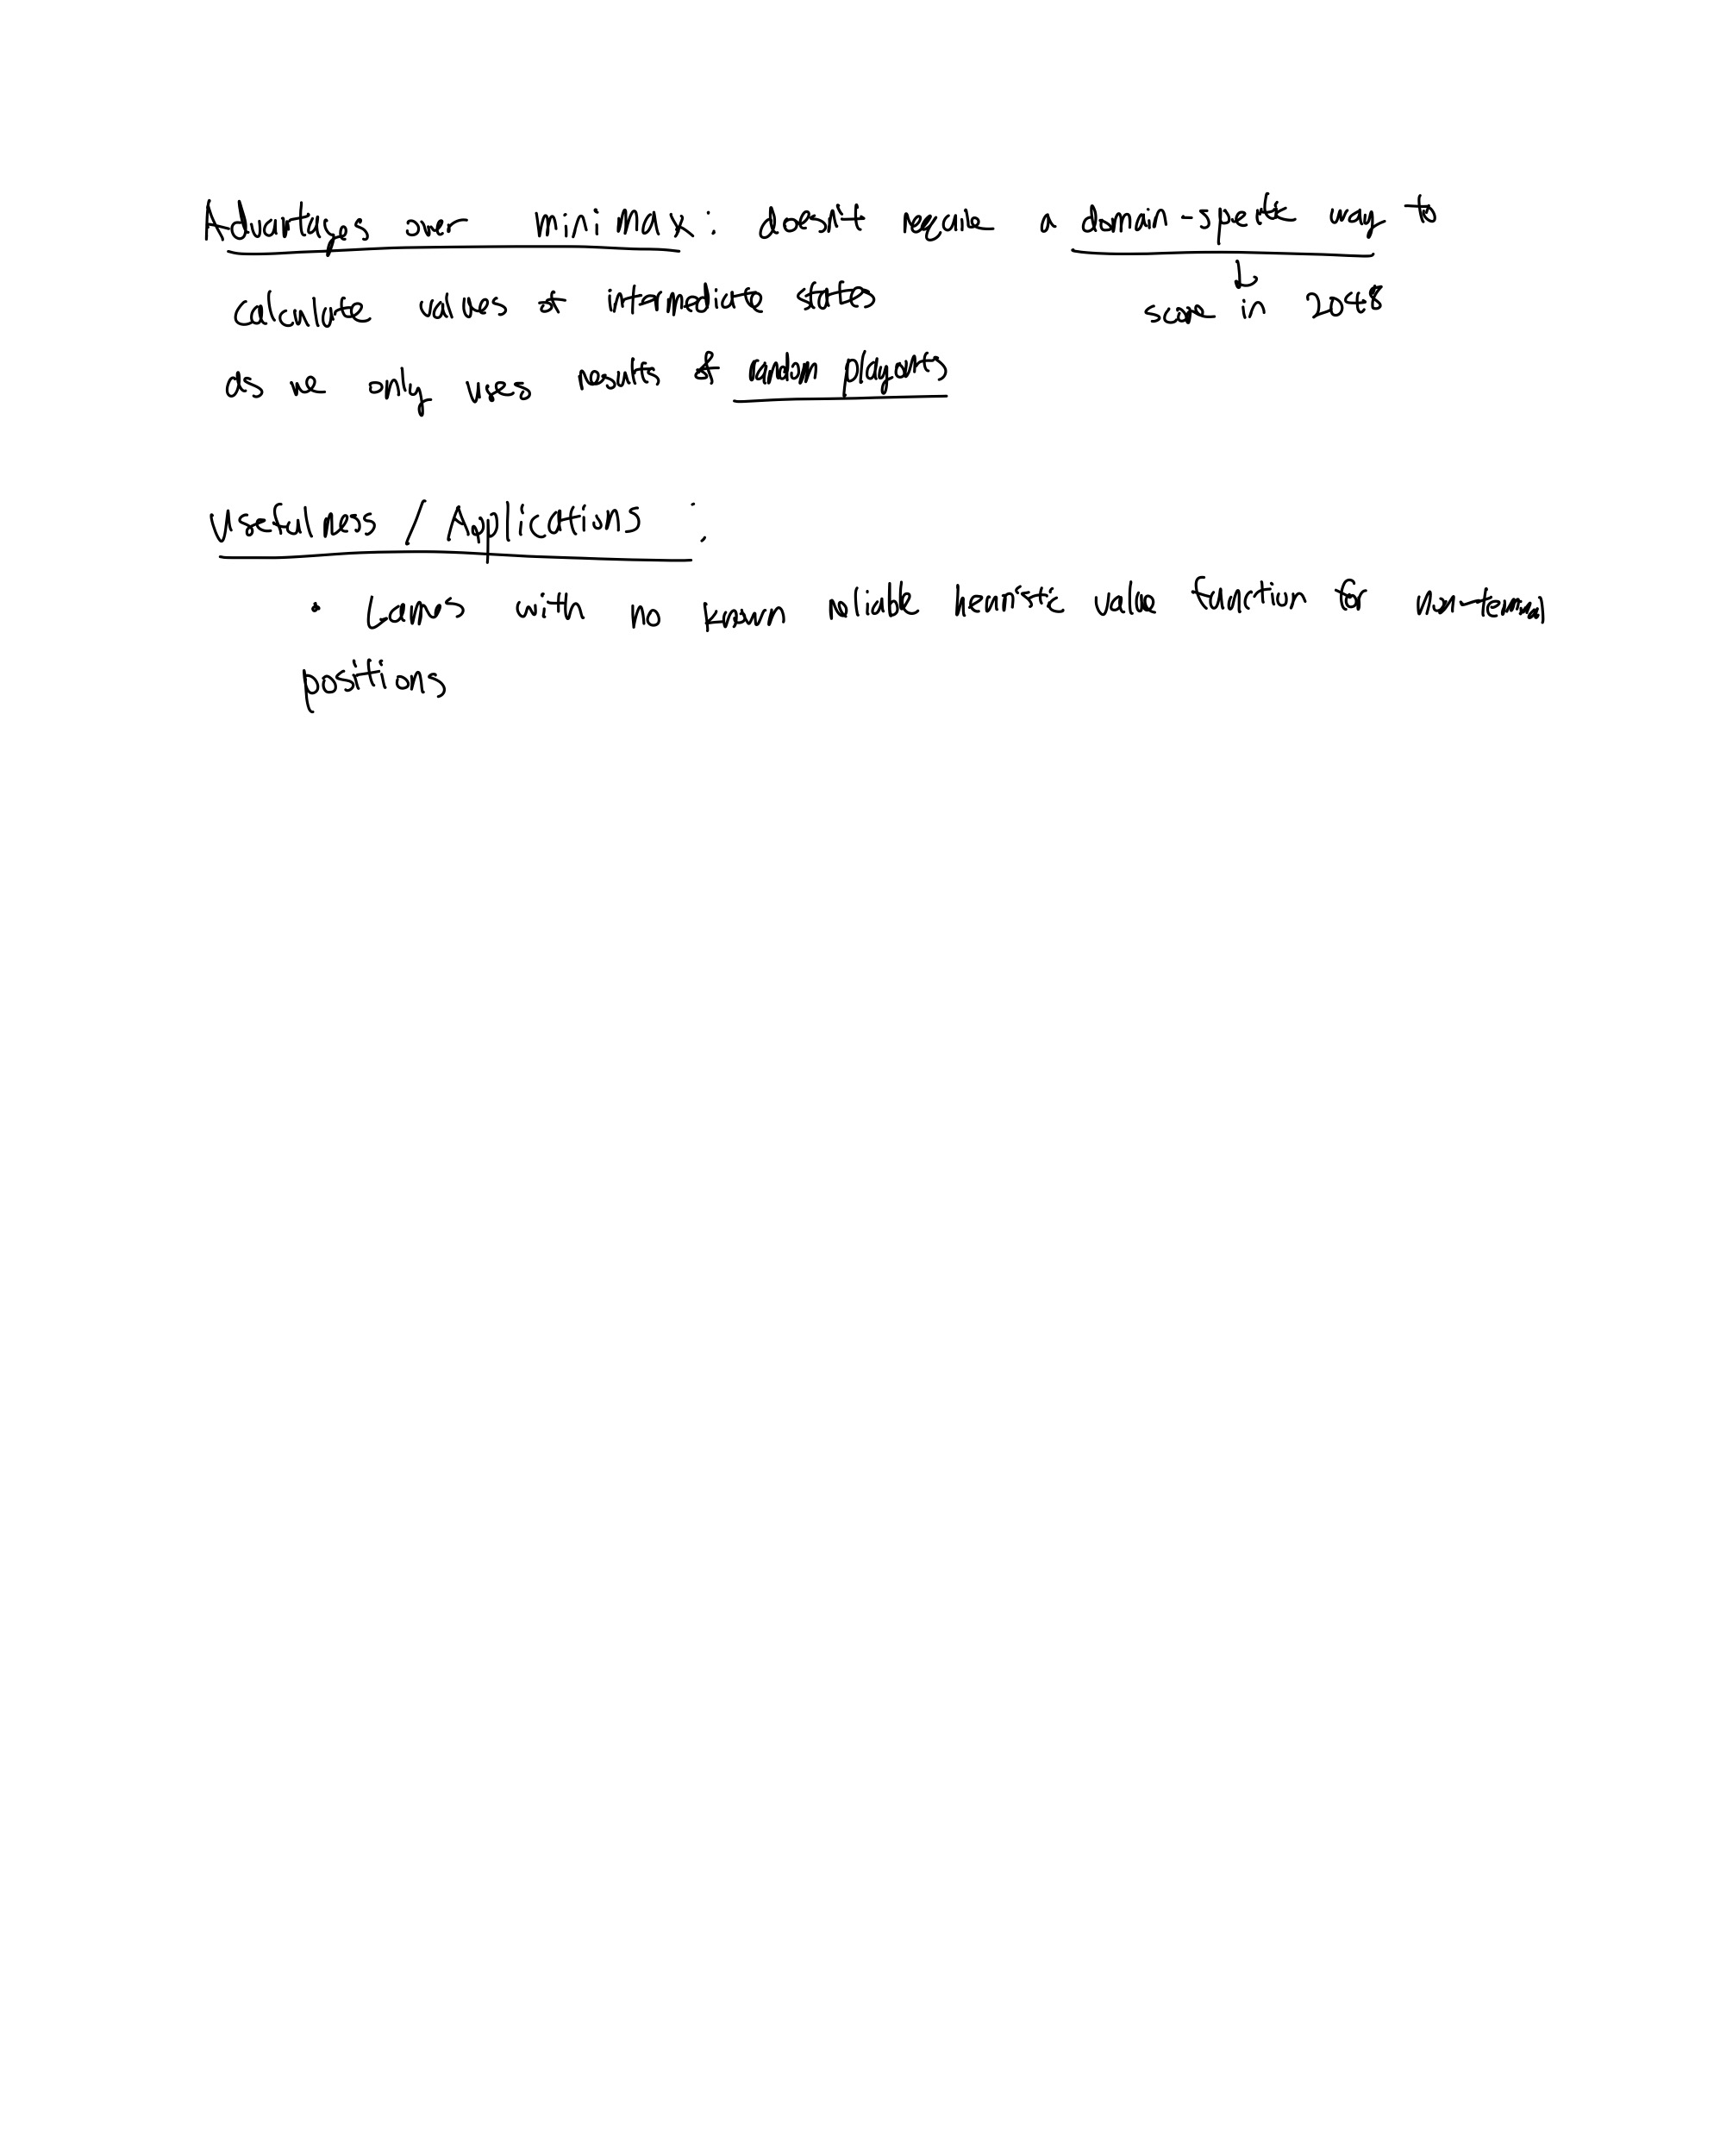 Advantages over minimax: doesn't require a domain-specific way to
calculate values of intermediate states
score in 2048
as we only uses results of random playouts
Usefulness / Applications :
• Games with no known reliable heuristic value function for non-terminal
positions